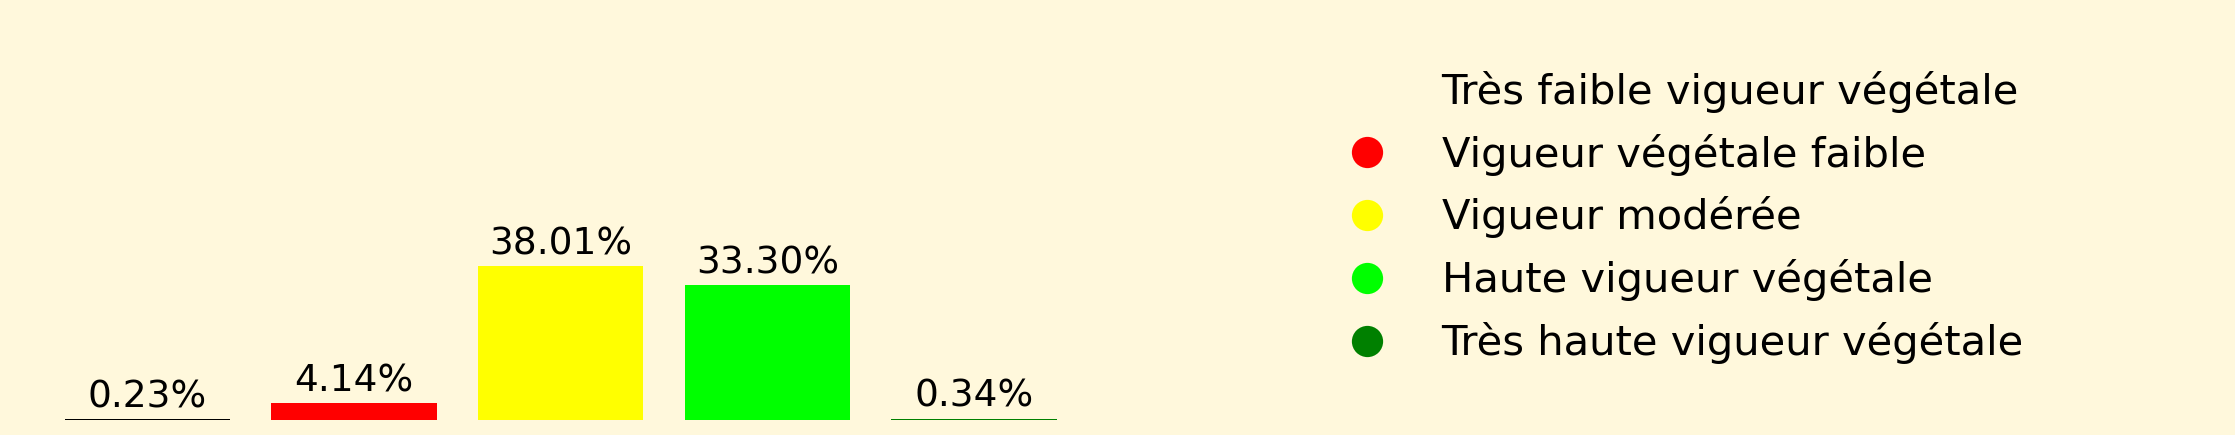 38.01%
33.30%
4.14%
0.23%
0.34%
Très faible vigueur végétale
Vigueur végétale faible
Vigueur modérée
Haute vigueur végétale
Très haute vigueur végétale